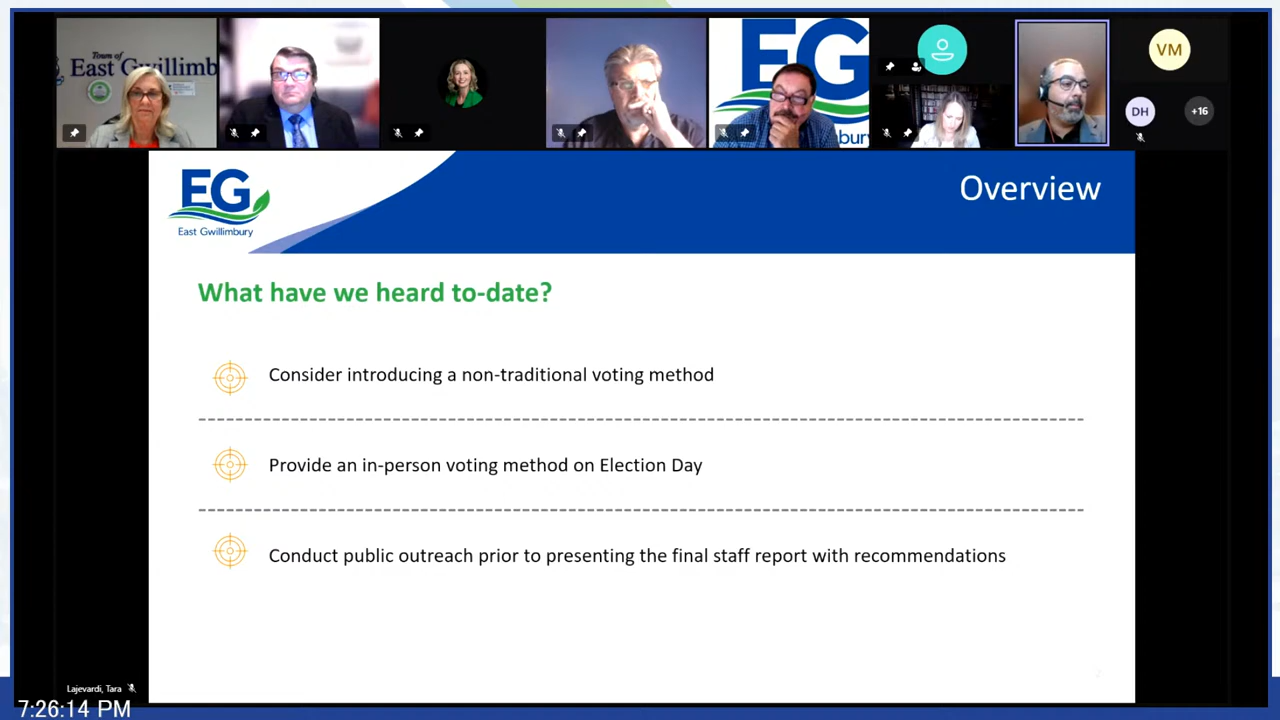 Town of
East Gwillimb
EG
bury
VM
DH
+16
EG
East Gwillimbury
Overview
What have we heard to-date?
Consider introducing a non-traditional voting method
Provide an in-person voting method on Election Day
Conduct public outreach prior to presenting the final staff report with recommendations
Lajevardi, Tara
7:26:14 PM